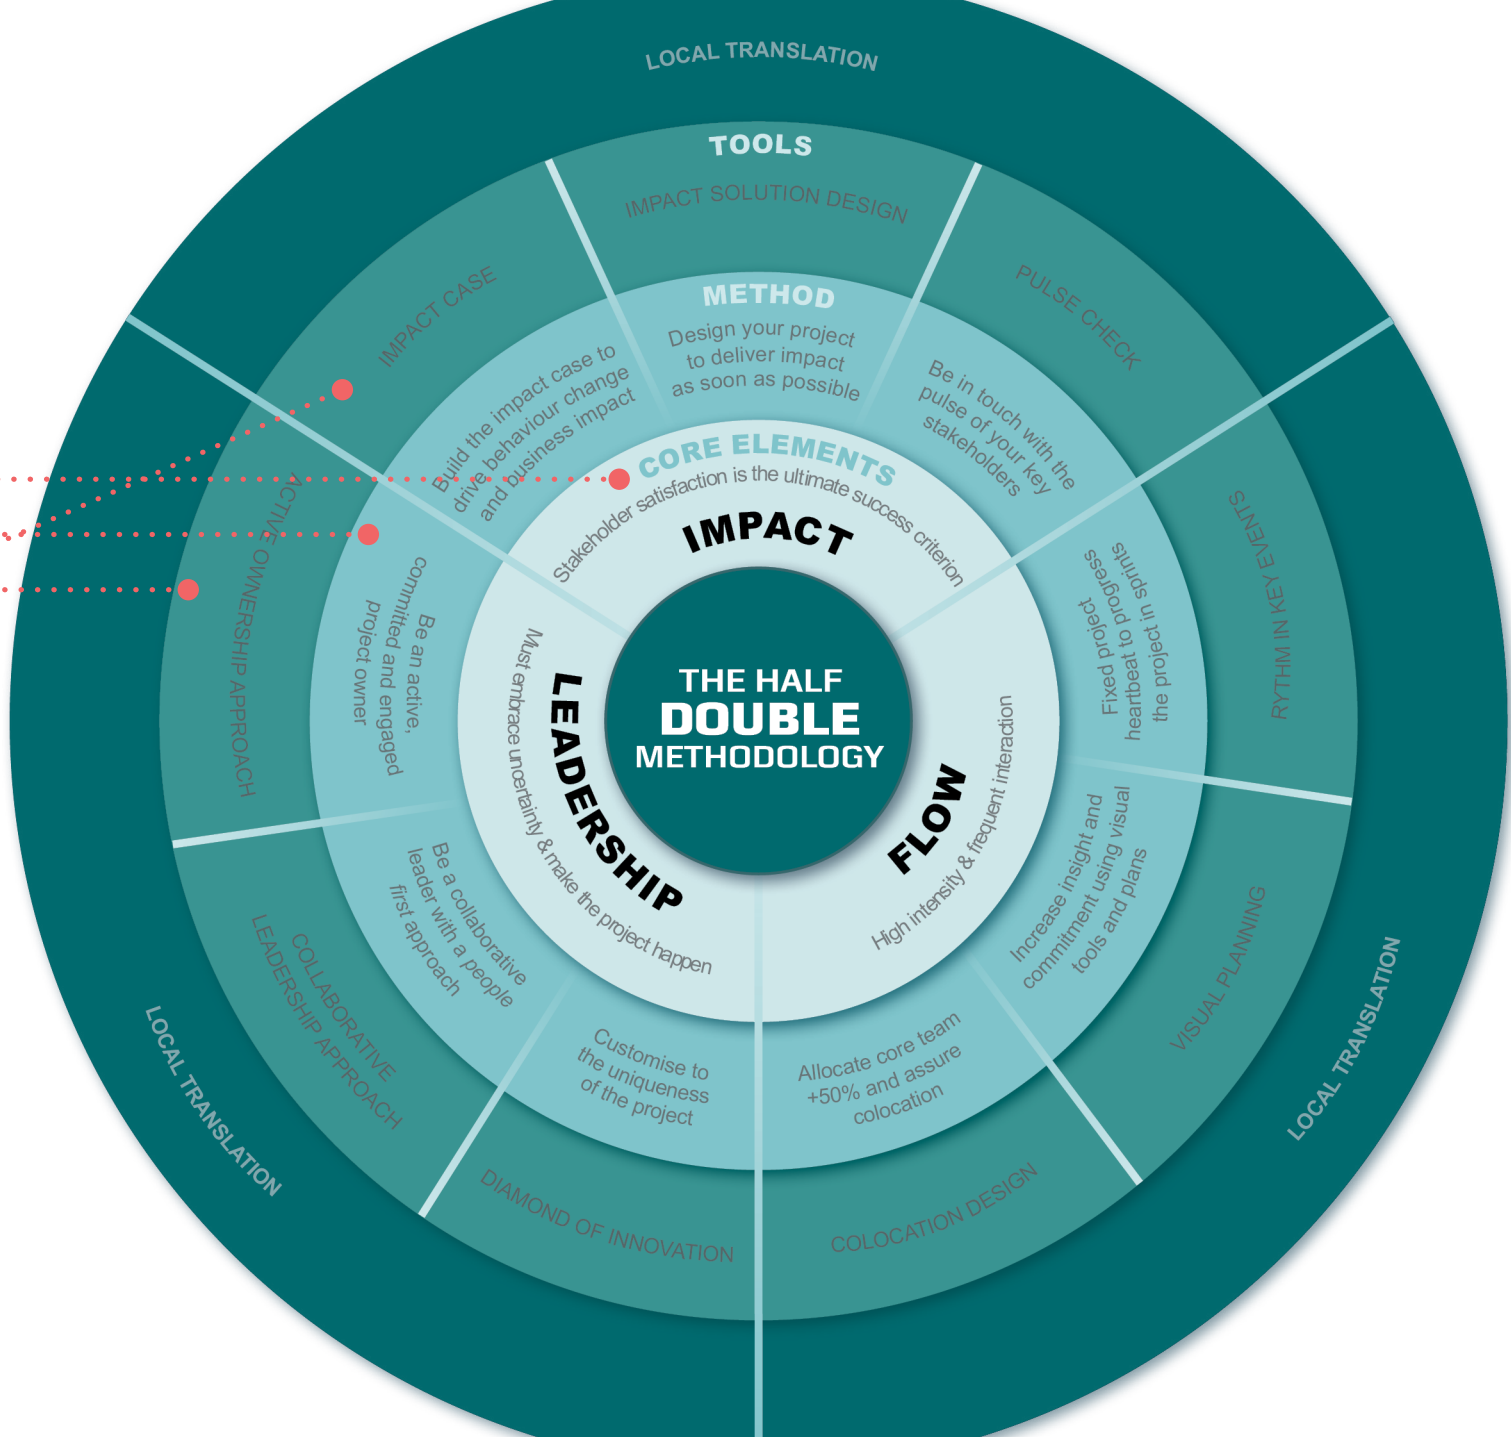 LOCAL TRANSLATION
TOOLS
IMPACT SOLUTION DESIGN
IMPACT CASE
PULSE CHECK
METHOD
Design your project
to deliver impact
as soon as possible
Build the impact case to
drive behaviour change
and business impact
Be in touch with the
pulse of your key
stakeholders
CORE ELEMENTS
Stakeholder satisfaction is the ultimate success criterion
IMPACT
ACTIVE OWNERSHIP APPROACH
Be an active,
committed and engaged
project owner
Must embrace uncertainty & make the project happen
LEADERSHIP
THE HALF
DOUBLE
METHODOLOGY
FLOW
High intensity & frequent interaction
Fixed project
heartbeat to progress
the project in sprints
RYTHM IN KEY EVENTS
Increase insight and
commitment using visual
tools and plans
VISUAL PLANNING
Be a collaborative
leader with a people
first approach
COLLABORATIVE
LEADERSHIP APPROACH
Customise to
the uniqueness
of the project
DIAMOND OF INNOVATION
Allocate core team
+50% and assure
colocation
COLOCATION DESIGN
LOCAL TRANSLATION
LOCAL TRANSLATION